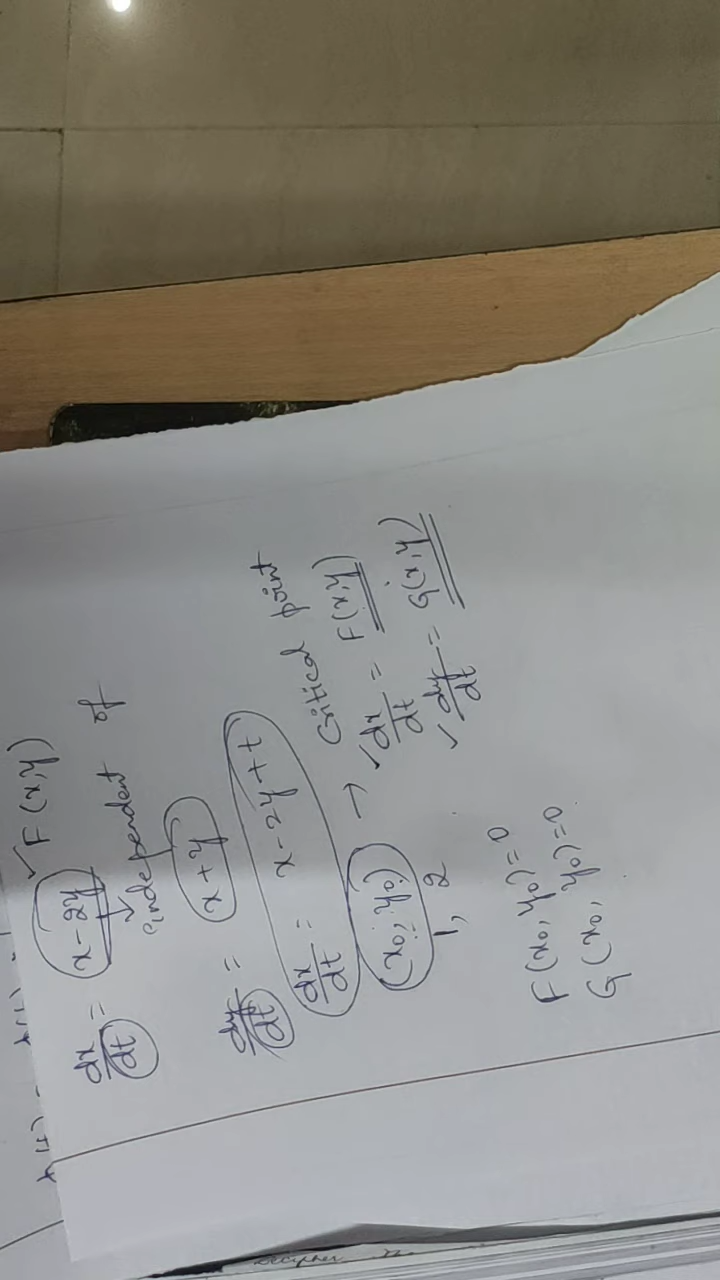 ✓F(x,y)
dx/dt = x-2y
↓
independent of
dy/dt = x+y
dx/dt = x-2y+t
(x₀, y₀) → Critical point
1, 2
✓dx/dt = F(x,y)
✓dy/dt = G(x,y)
F(x₀, y₀)=0
G(x₀, y₀)=0